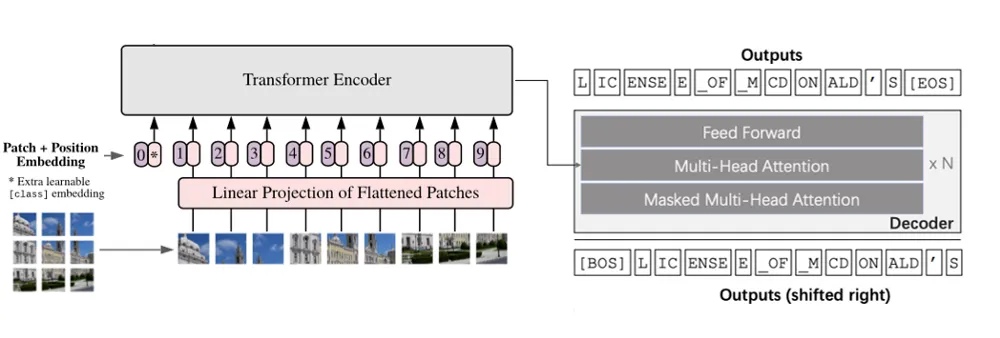 Transformer Encoder
Patch + Position
Embedding
0 * 1 2 3 4 5 6 7 8 9
* Extra learnable
[class] embedding
Linear Projection of Flattened Patches
Outputs
L IC ENSE E _OF _M CD ON ALD ' S [EOS]
Feed Forward
Multi-Head Attention
x N
Masked Multi-Head Attention
Decoder
[BOS] L IC ENSE E _OF _M CD ON ALD ' S
Outputs (shifted right)